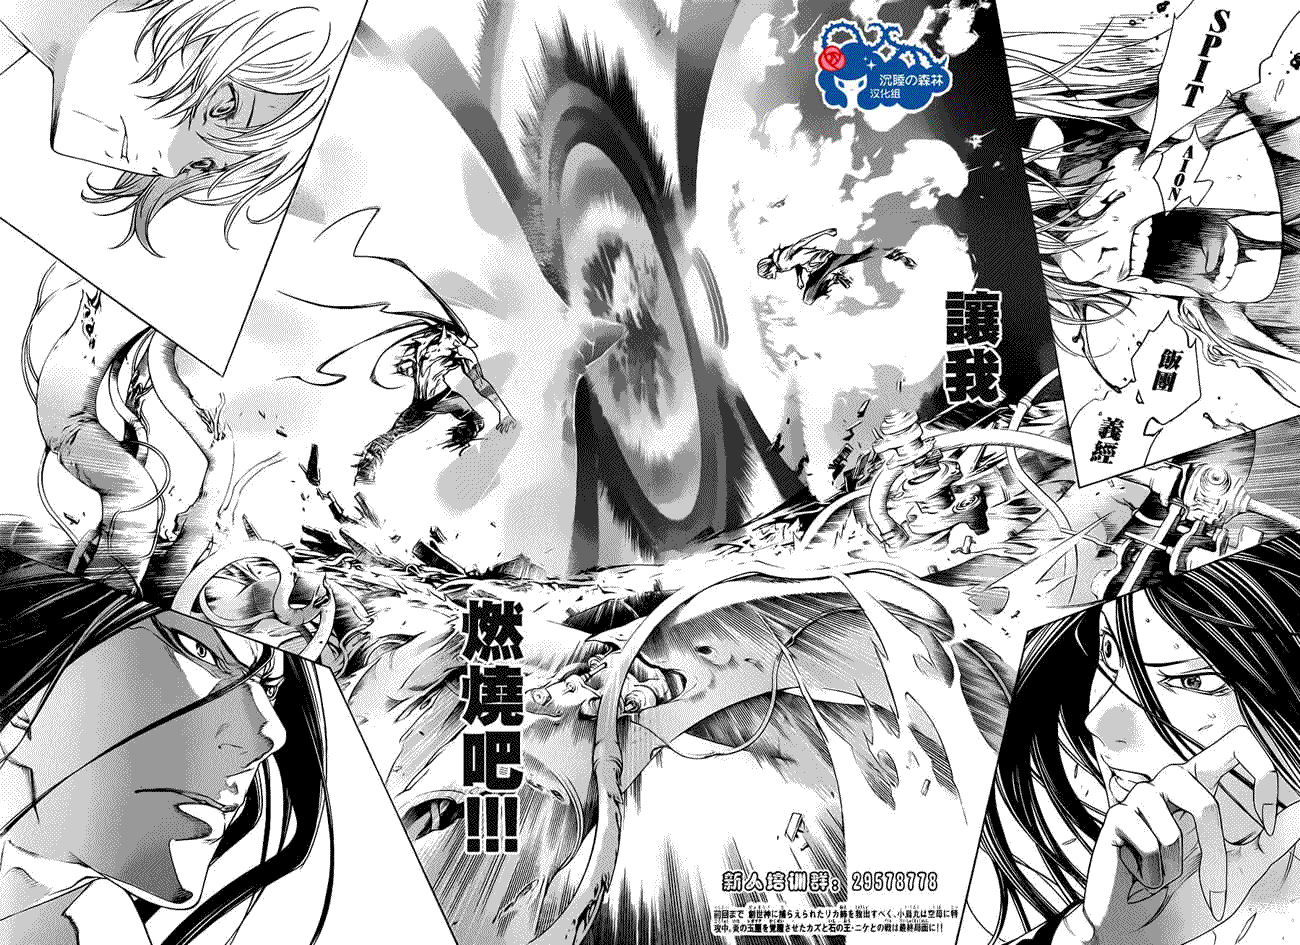 SPIT
AION
飯團
義經
沉睡の森林
汉化组
讓我
燃燒吧!!!
新人培训群：29578778
前回まで 創世神に捕らえられたリカ姉を救出すべく、小烏丸は空母に特
攻中。炎の玉璽を覚醒させたカズと石の王・ニケとの戦は最終局面に!!